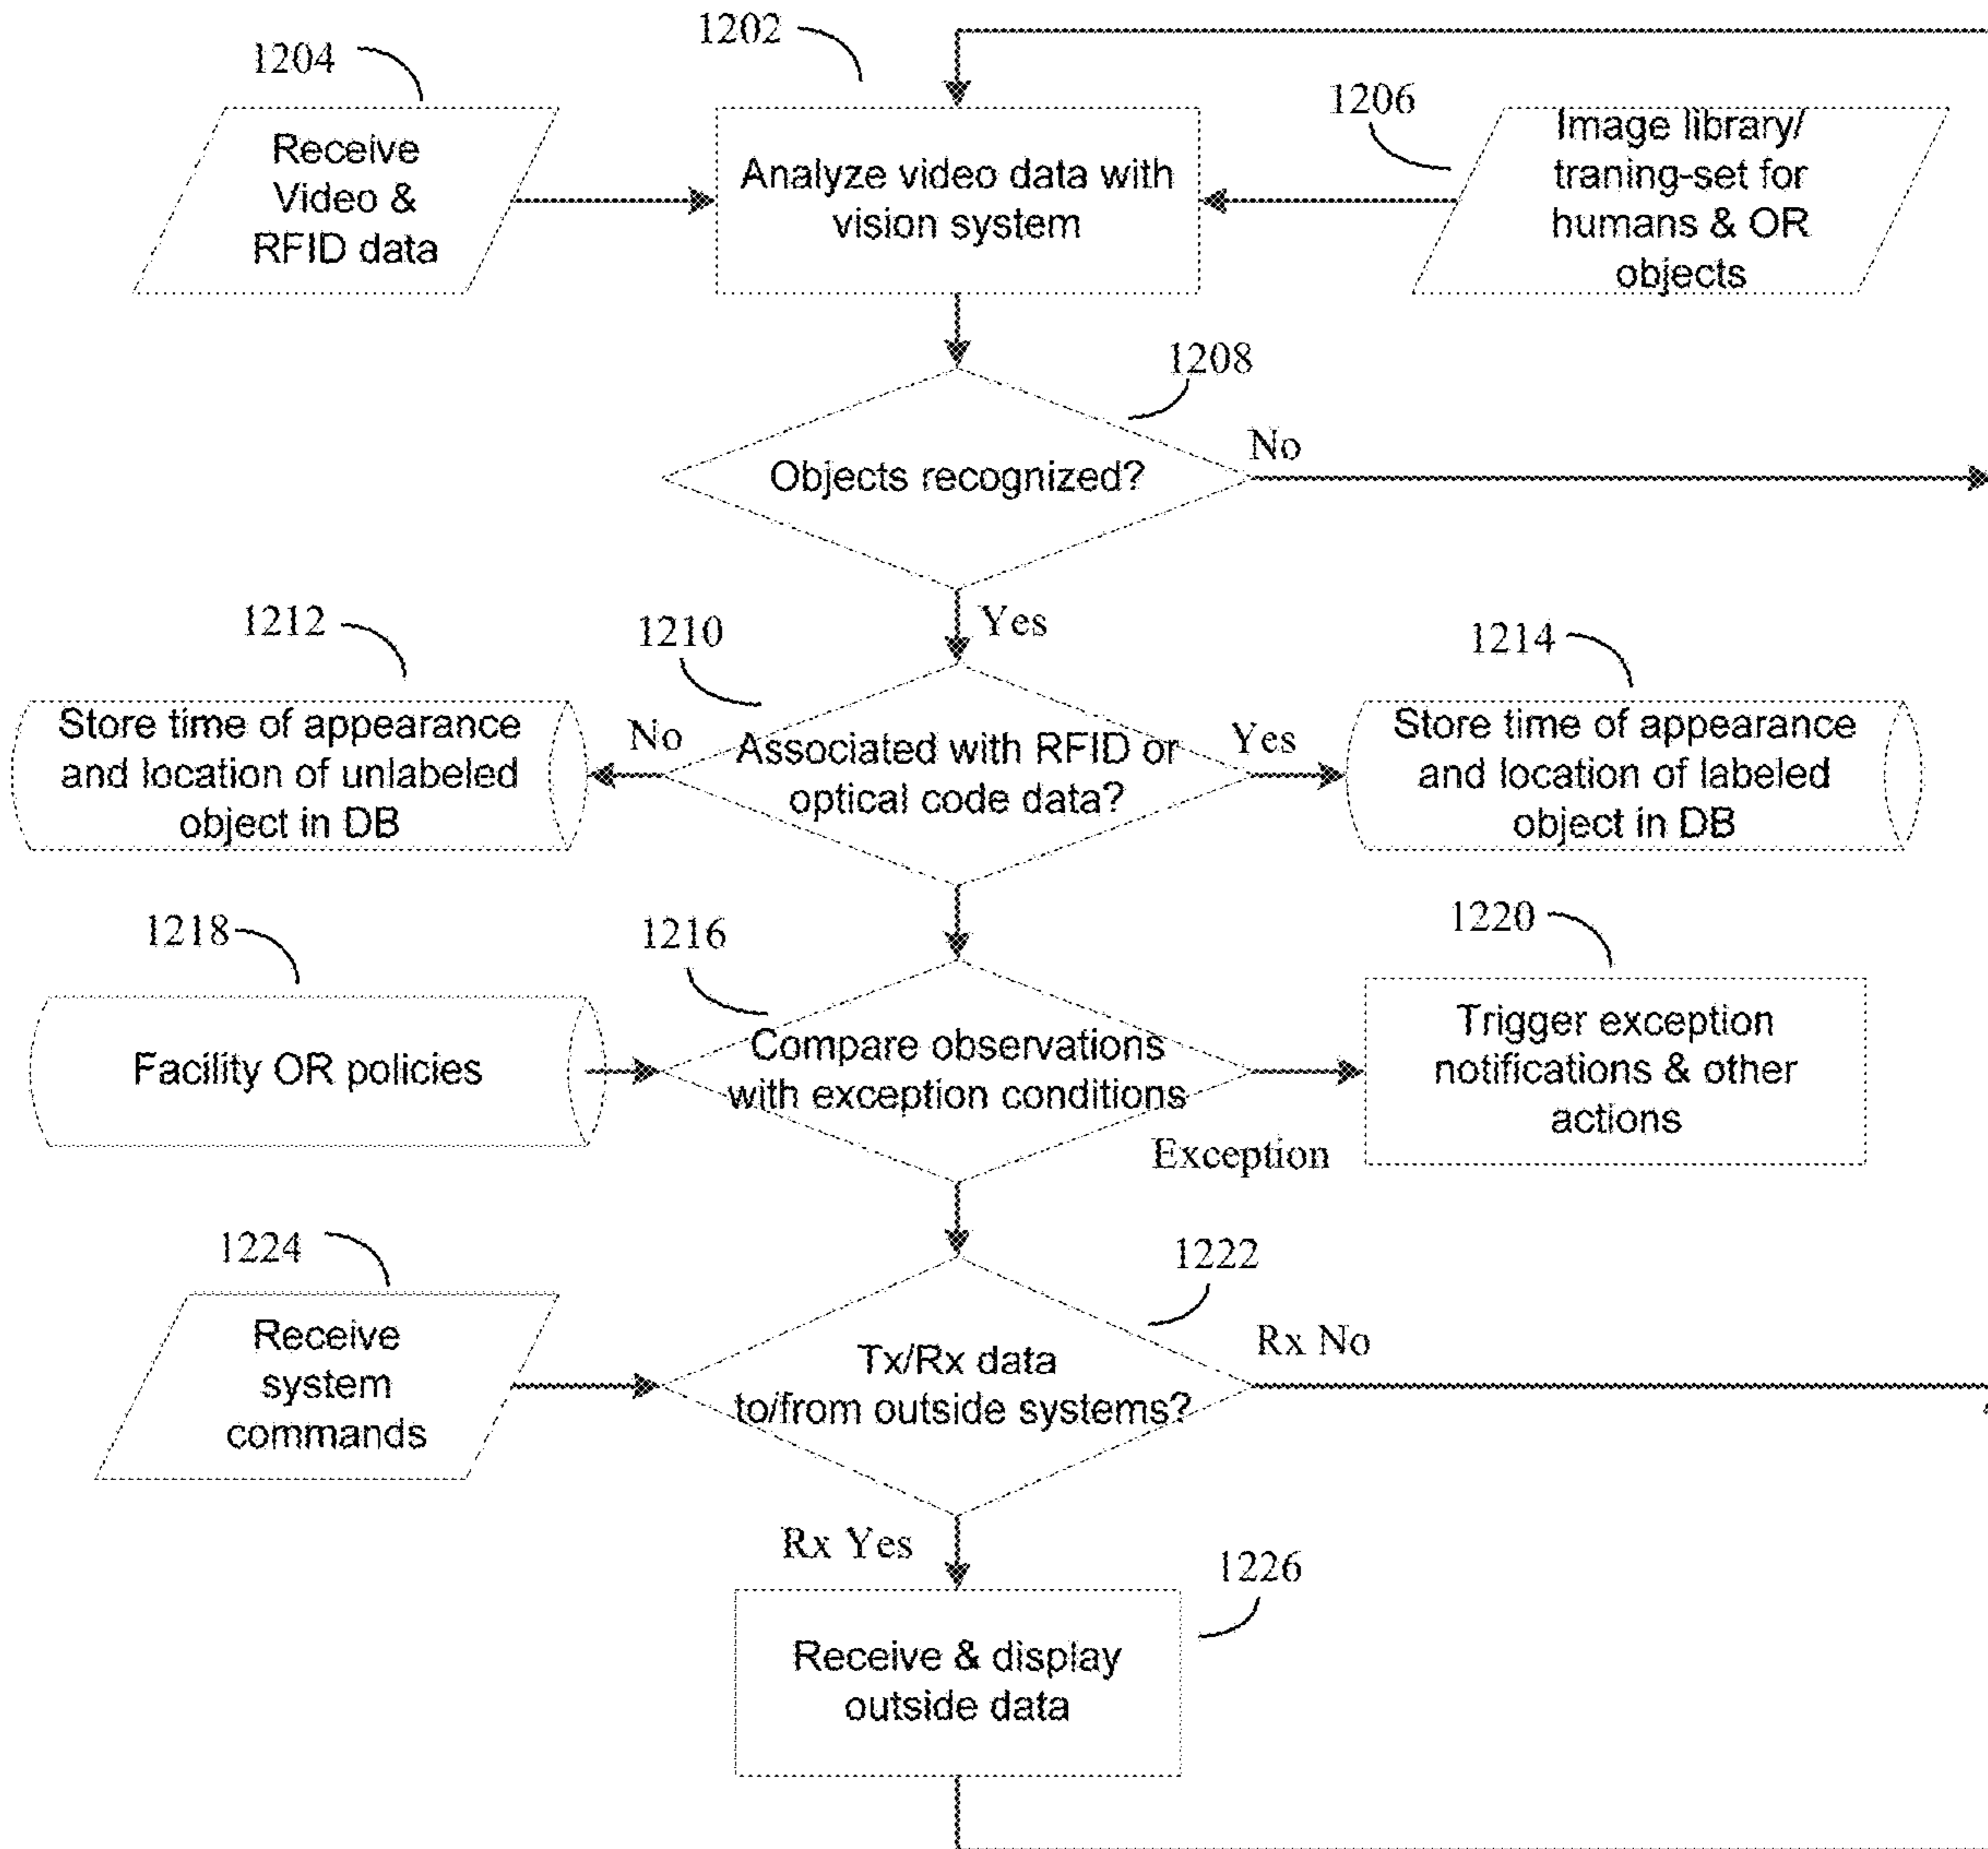 1202
1204
1206
Receive
Video &
RFID data
Analyze video data with
vision system
Image library/
traning-set for
humans & OR
objects
1208
Objects recognized?
No
Yes
1212
1210
1214
Store time of appearance
and location of unlabeled
object in DB
No
Associated with RFID or
optical code data?
Yes
Store time of appearance
and location of labeled
object in DB
1218
1216
1220
Facility OR policies
Compare observations
with exception conditions
Exception
Trigger exception
notifications & other
actions
1224
1222
Receive
system
commands
Tx/Rx data
to/from outside systems?
Rx No
Rx Yes
1226
Receive & display
outside data